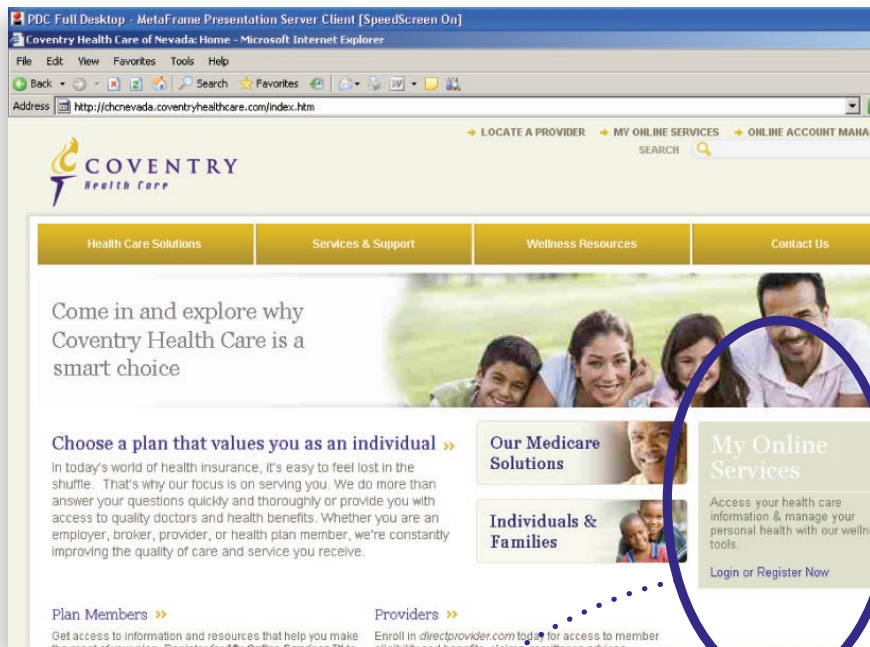 PDC Full Desktop - MetaFrame Presentation Server Client [SpeedScreen On]
Coventry Health Care of Nevada: Home - Microsoft Internet Explorer
File Edit View Favorites Tools Help
Back Search Favorites
Address http://chcnevada.coventryhealthcare.com/index.htm
LOCATE A PROVIDER MY ONLINE SERVICES ONLINE ACCOUNT
SEARCH
COVENTRY
Health Care
Health Care Solutions Services & Support Wellness Resources Contact Us
Come in and explore why
Coventry Health Care is a
smart choice
Choose a plan that values you as an individual »
In today's world of health insurance, it's easy to feel lost in the
shuffle. That's why our focus is on serving you. We do more than
answer your questions quickly and thoroughly or provide you with
access to quality doctors and health benefits. Whether you are an
employer, broker, provider, or health plan member, we're constantly
improving the quality of care and service you receive.
Our Medicare
Solutions
Individuals &
Families
My Online
Services
Access your health care
information & manage your
personal health with our
tools.
Login or Register Now
Plan Members »
Get access to information and resources that help you make
Providers »
Enroll in directprovider.com today for access to member